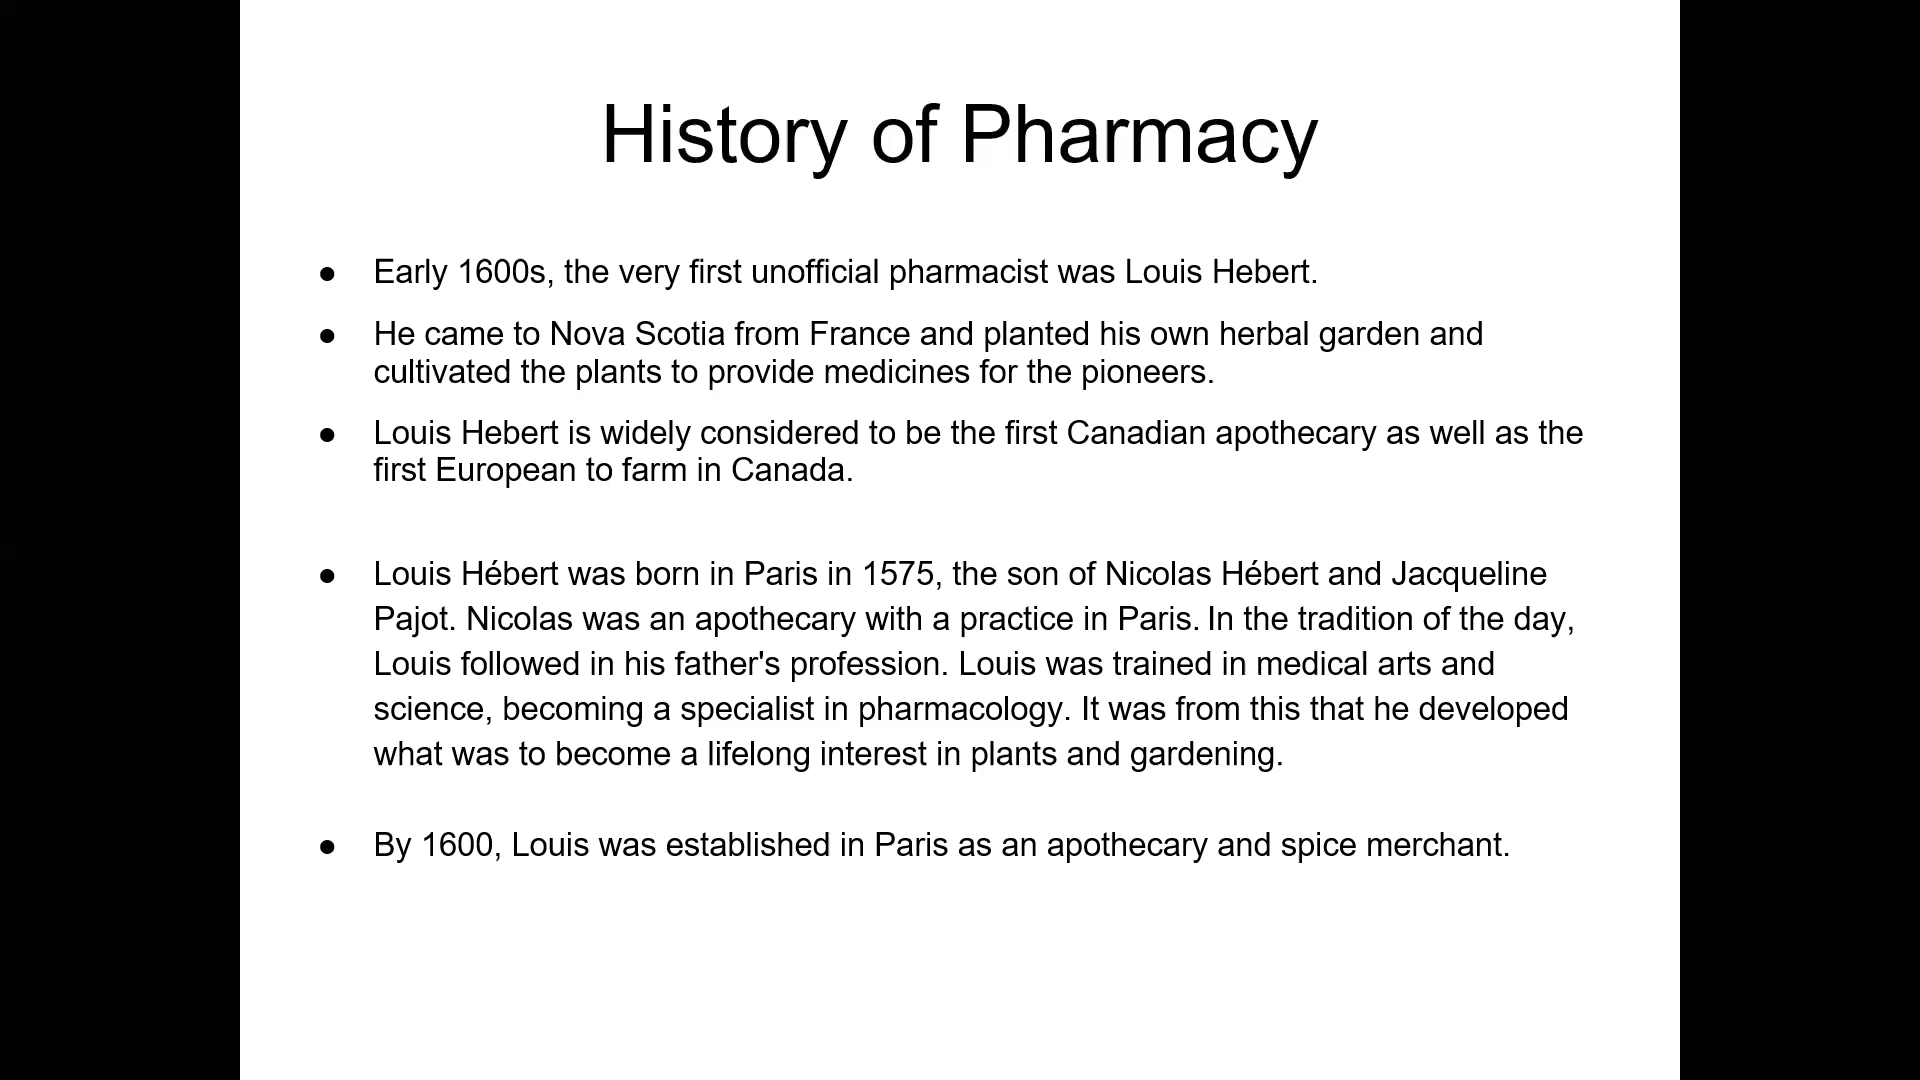 History of Pharmacy
● Early 1600s, the very first unofficial pharmacist was Louis Hebert.
● He came to Nova Scotia from France and planted his own herbal garden and
cultivated the plants to provide medicines for the pioneers.
● Louis Hebert is widely considered to be the first Canadian apothecary as well as the
first European to farm in Canada.
● Louis Hébert was born in Paris in 1575, the son of Nicolas Hébert and Jacqueline
Pajot. Nicolas was an apothecary with a practice in Paris. In the tradition of the day,
Louis followed in his father's profession. Louis was trained in medical arts and
science, becoming a specialist in pharmacology. It was from this that he developed
what was to become a lifelong interest in plants and gardening.
● By 1600, Louis was established in Paris as an apothecary and spice merchant.